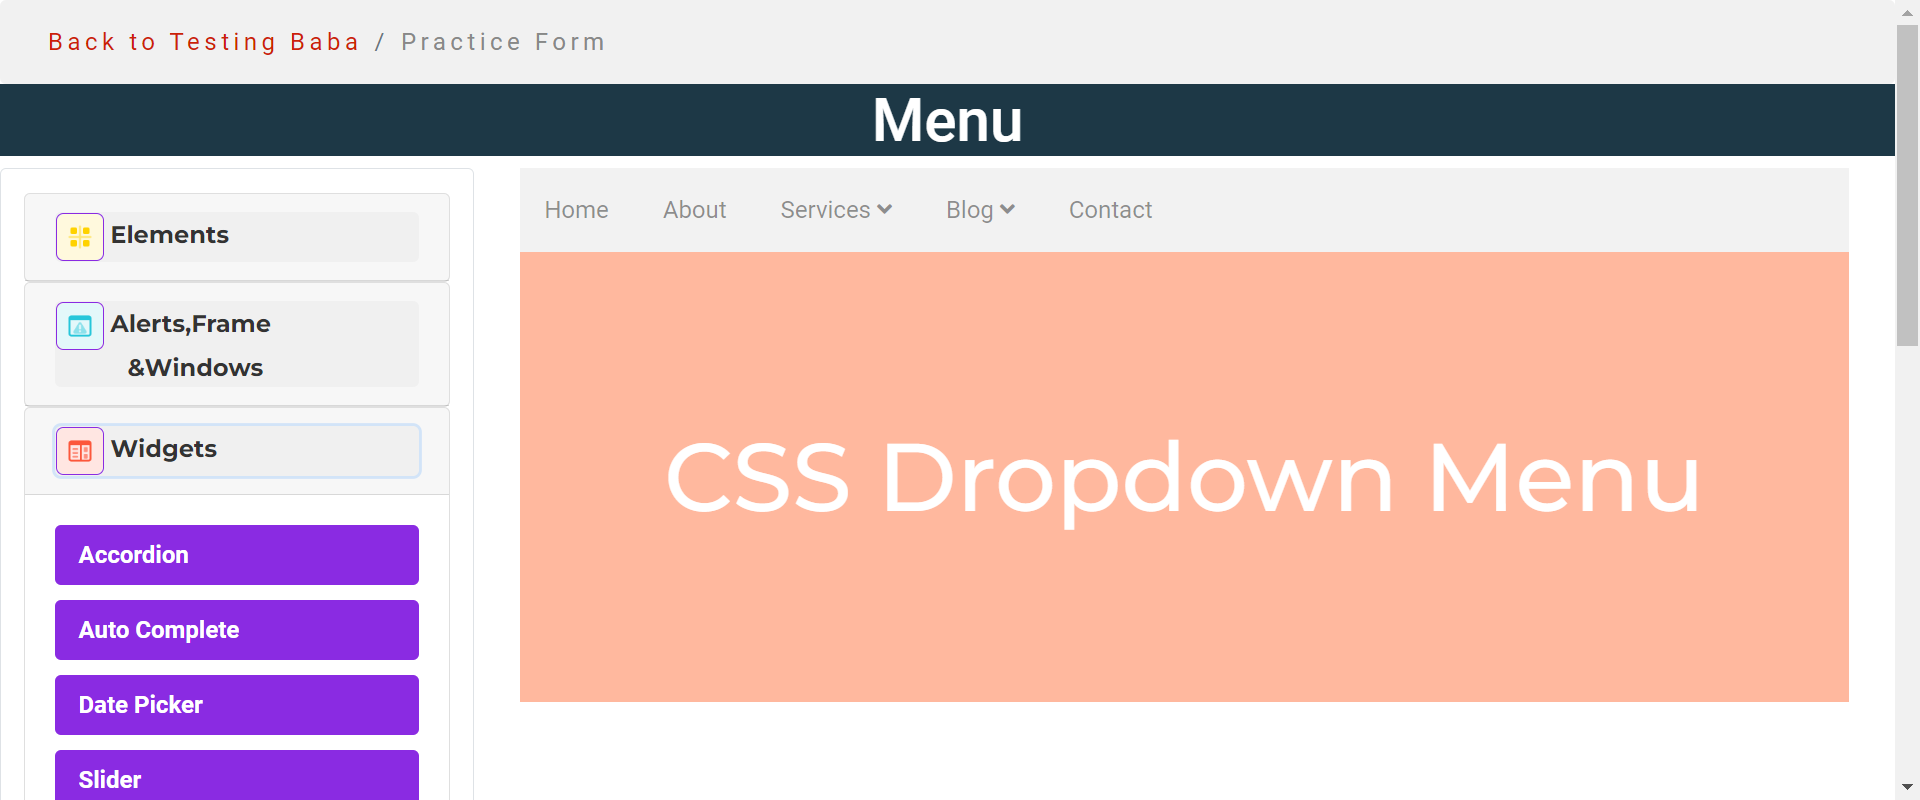 Back to Testing Baba / Practice Form
Menu
Elements
Alerts,Frame
&Windows
Widgets
Accordion
Auto Complete
Date Picker
Slider
Home About Services Blog Contact
CSS Dropdown Menu